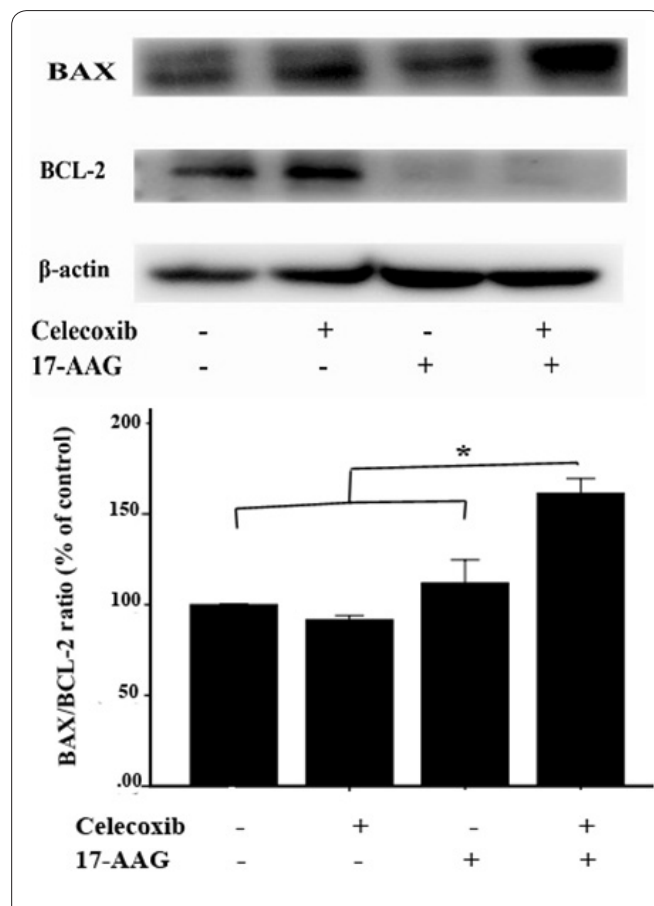 BAX
BCL-2
β-actin
Celecoxib - + - +
17-AAG - - + +
BAX/BCL-2 ratio (% of control)
200
*
150
100
50
.00
Celecoxib - + - +
17-AAG - - + +